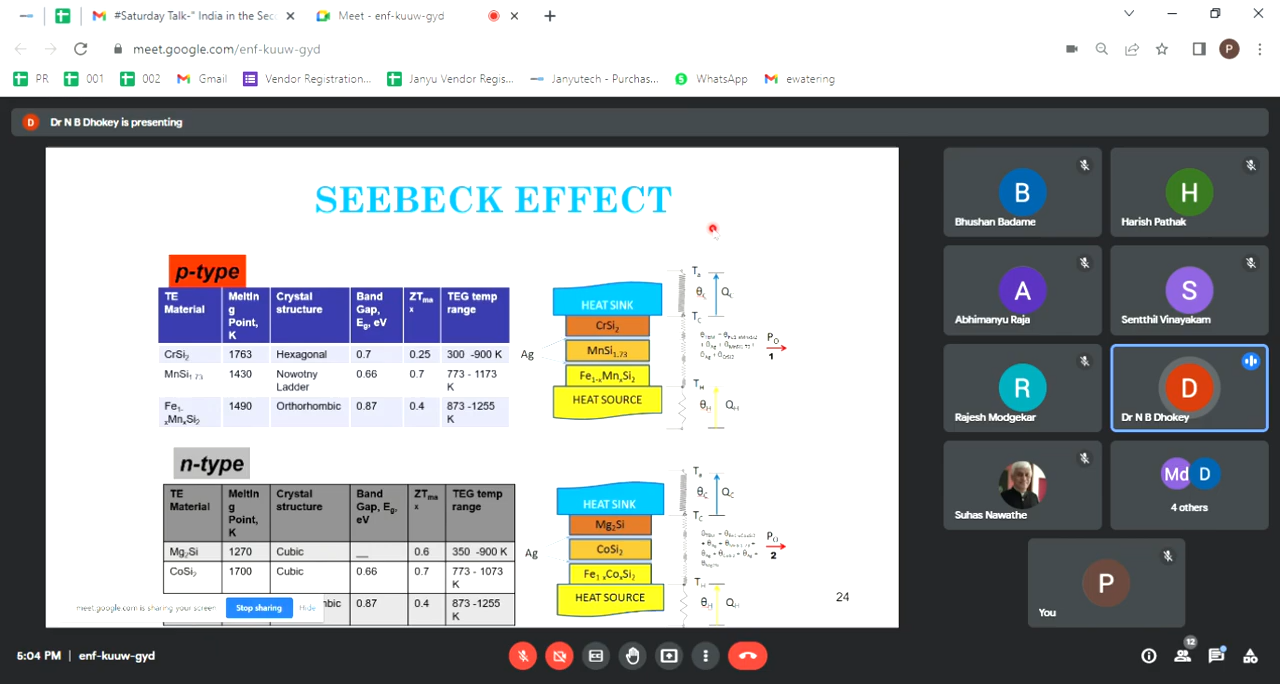 #Saturday Talk-" India in the Sec
Meet - enf-kuuw-gyd
meet.google.com/enf-kuuw-gyd
P
PR 001 002 Gmail Vendor Registration... Janyu Vendor Regis... Janyutech - Purchas... WhatsApp ewatering
D Dr N B Dhokey is presenting
SEEBECK EFFECT
p-type
TE Material Meltin g Point, K Crystal structure Band Gap, Eg, eV ZTma x TEG temp range
CrSi2 1763 Hexagonal 0.7 0.25 300 -900 K
MnSi1.73 1430 Nowotny Ladder 0.66 0.7 773 - 1173 K
Fe1-xMnxSi2 1490 Orthorhombic 0.87 0.4 873 -1255 K
HEAT SINK
CrSi2
Ag MnSi1.73
Fe1-xMnxSi2
HEAT SOURCE
Ta
θC QC
TC
PO
1
TH
θH QH
n-type
TE Material Meltin g Point, K Crystal structure Band Gap, Eg, eV ZTma x TEG temp range
Mg2Si 1270 Cubic __ 0.6 350 -900 K
CoSi2 1700 Cubic 0.66 0.7 773 - 1073 K
nbic 0.87 0.4 873 -1255 K
HEAT SINK
Mg2Si
Ag CoSi2
Fe1-xCoxSi2
HEAT SOURCE
Ta
θC QC
TC
PO
2
TH
θH QH
24
meet.google.com is sharing your screen Stop sharing Hide
B
Bhushan Badame
H
Harish Pathak
A
Abhimanyu Raja
S
Sentthil Vinayakam
R
Rajesh Modgekar
D
Dr N B Dhokey
Suhas Nawathe
Md D
4 others
P
You
5:04 PM | enf-kuuw-gyd
12